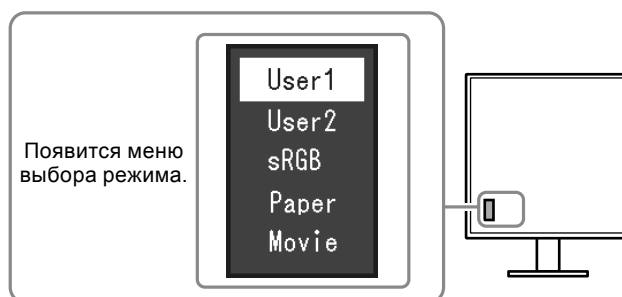 Появится меню
выбора режима.
User1
User2
sRGB
Paper
Movie